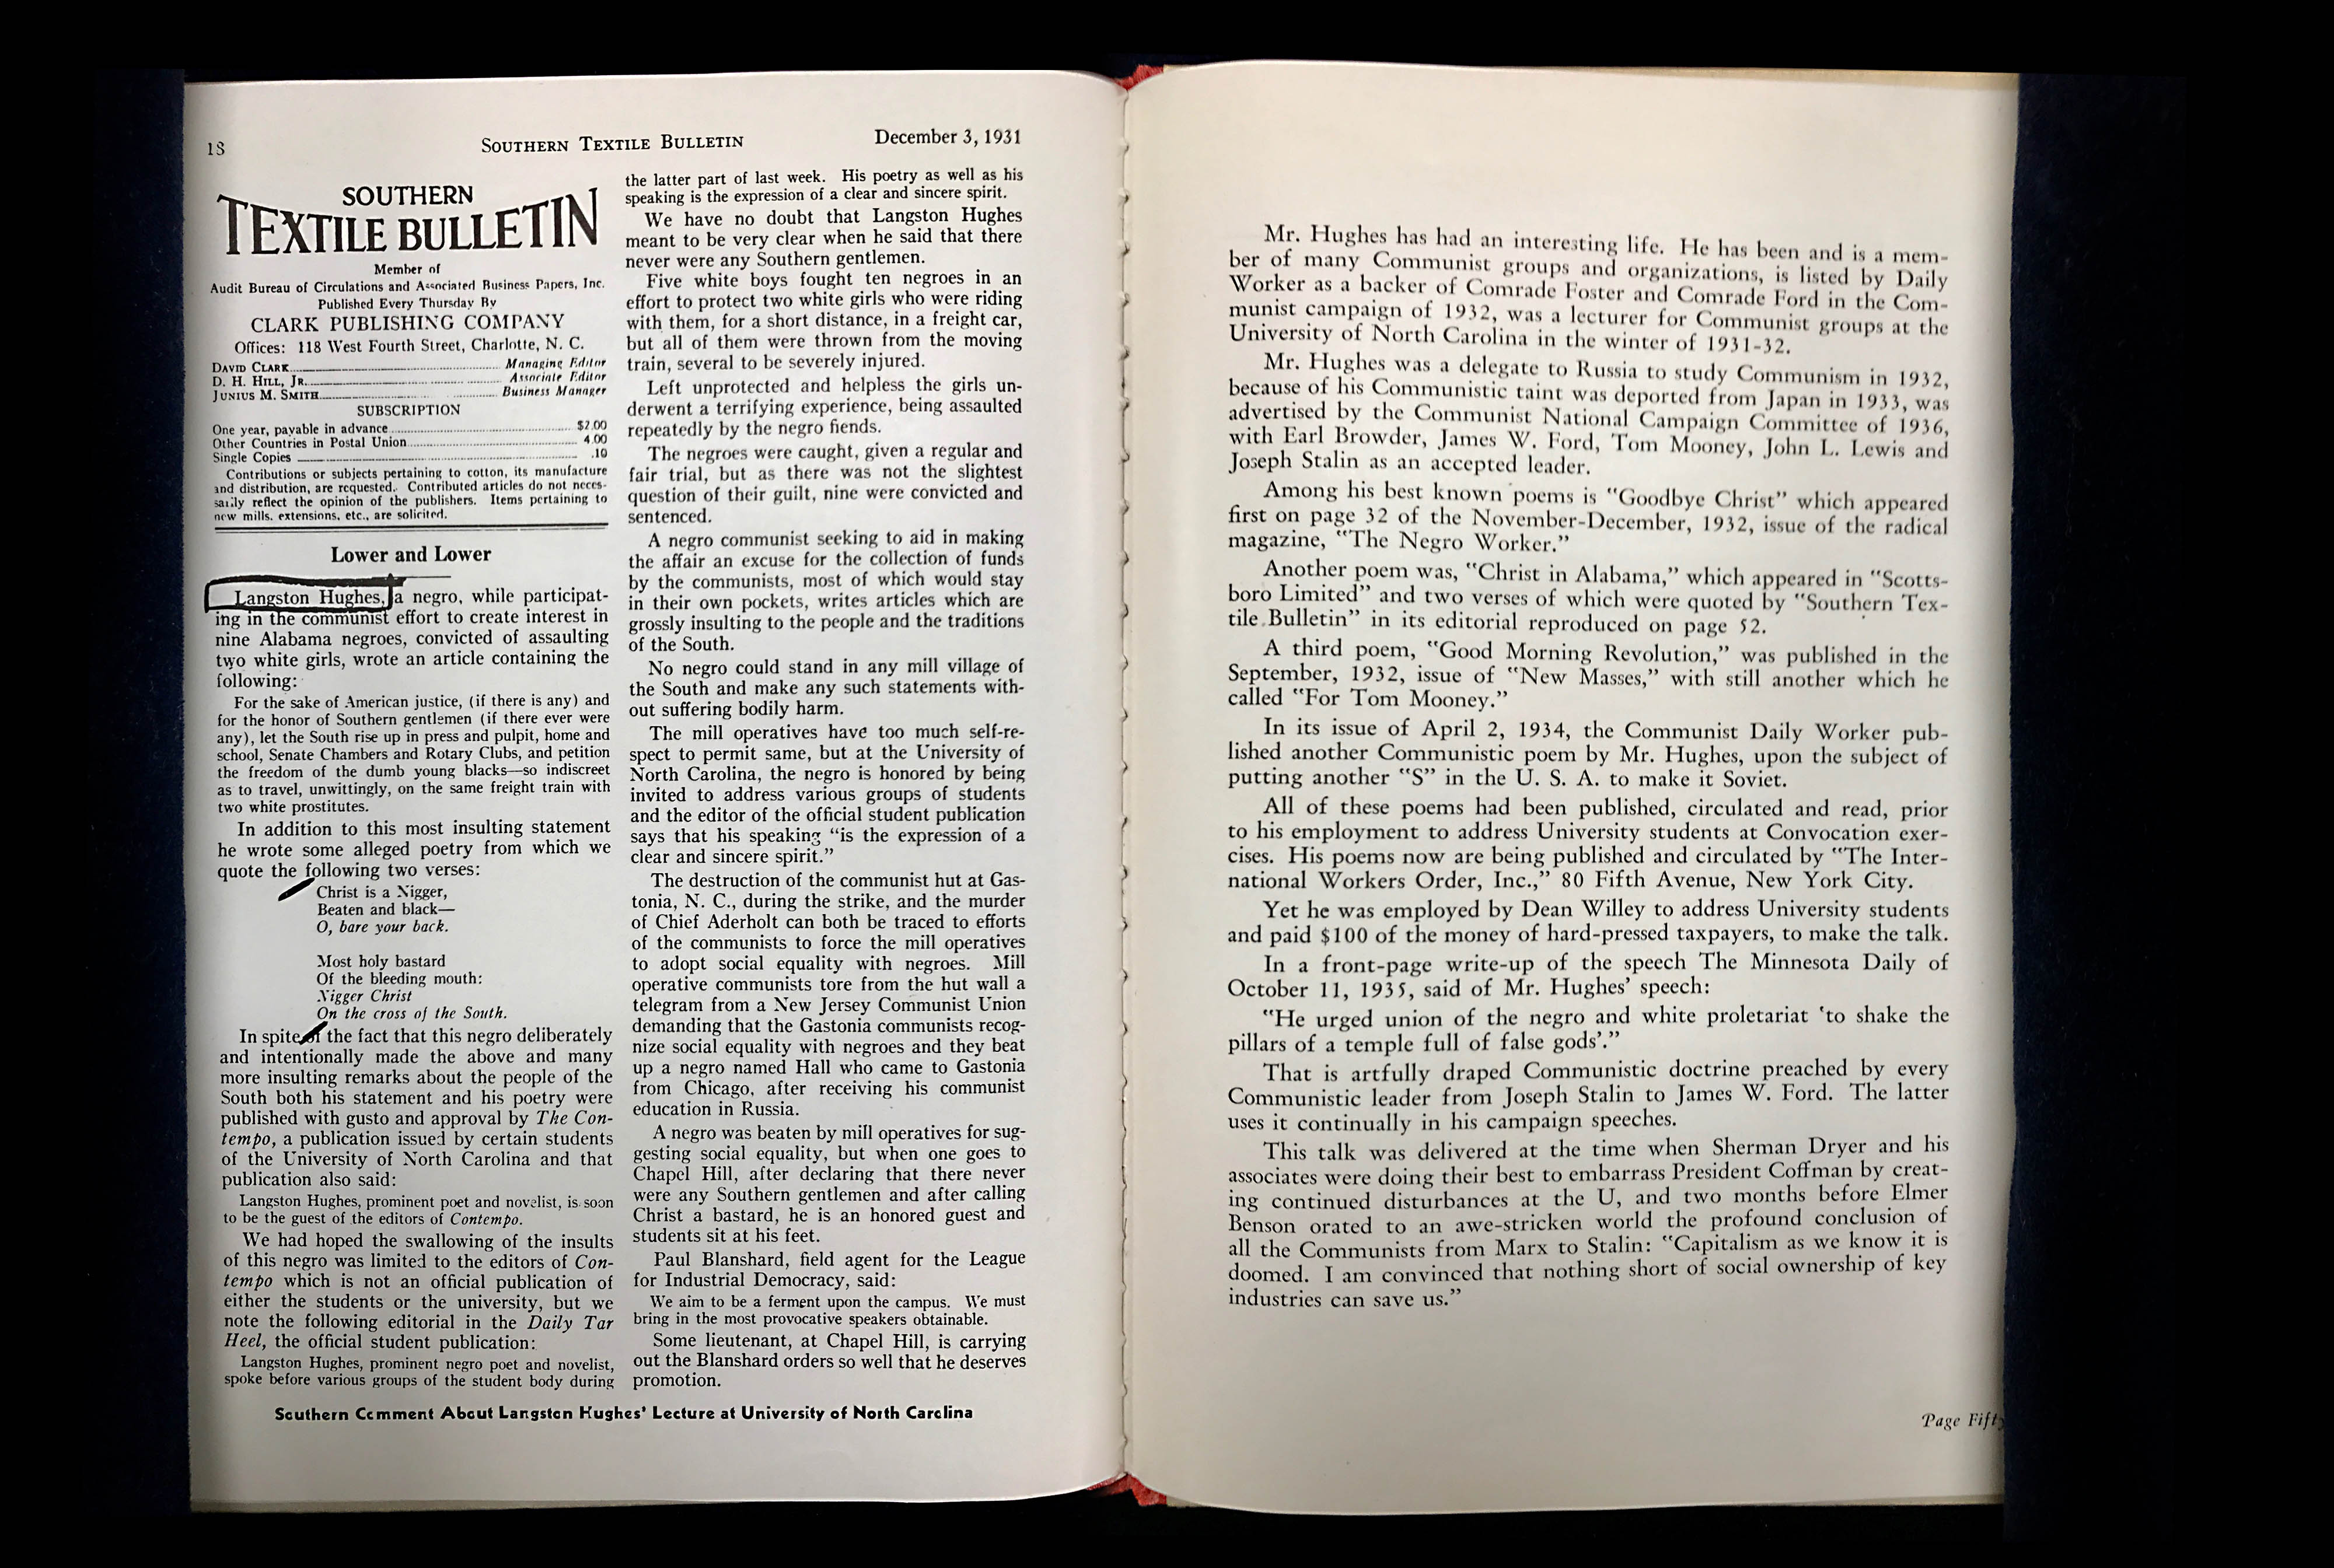 18
SOUTHERN TEXTILE BULLETIN
December 3, 1931
SOUTHERN
TEXTILE BULLETIN
Member of
Audit Bureau of Circulations and Associated Business Papers, Inc.
Published Every Thursday By
CLARK PUBLISHING COMPANY
Offices: 118 West Fourth Street, Charlotte, N. C.
DAVID CLARK Managing Editor
D. H. HILL, JR. Associate Editor
JUNIUS M. SMITH Business Manager
SUBSCRIPTION
One year, payable in advance $2.00
Other Countries in Postal Union 4.00
Single Copies .10
Contributions or subjects pertaining to cotton, its manufacture
and distribution, are requested. Contributed articles do not neces-
sarily reflect the opinion of the publishers. Items pertaining to
new mills, extensions, etc., are solicited.
Lower and Lower
Langston Hughes, a negro, while participat-
ing in the communist effort to create interest in
nine Alabama negroes, convicted of assaulting
two white girls, wrote an article containing the
following:
For the sake of American justice, (if there is any) and
for the honor of Southern gentlemen (if there ever were
any), let the South rise up in press and pulpit, home and
school, Senate Chambers and Rotary Clubs, and petition
the freedom of the dumb young blacks—so indiscreet
as to travel, unwittingly, on the same freight train with
two white prostitutes.
In addition to this most insulting statement
he wrote some alleged poetry from which we
quote the following two verses:
Christ is a Nigger,
Beaten and black—
O, bare your back.
Most holy bastard
Of the bleeding mouth:
Nigger Christ
On the cross of the South.
In spite of the fact that this negro deliberately
and intentionally made the above and many
more insulting remarks about the people of the
South both his statement and his poetry were
published with gusto and approval by The Con-
tempo, a publication issued by certain students
of the University of North Carolina and that
publication also said:
Langston Hughes, prominent poet and novelist, is soon
to be the guest of the editors of Contempo.
We had hoped the swallowing of the insults
of this negro was limited to the editors of Con-
tempo which is not an official publication of
either the students or the university, but we
note the following editorial in the Daily Tar
Heel, the official student publication:
Langston Hughes, prominent negro poet and novelist,
spoke before various groups of the student body during
the latter part of last week. His poetry as well as his
speaking is the expression of a clear and sincere spirit.
We have no doubt that Langston Hughes
meant to be very clear when he said that there
never were any Southern gentlemen.
Five white boys fought ten negroes in an
effort to protect two white girls who were riding
with them, for a short distance, in a freight car,
but all of them were thrown from the moving
train, several to be severely injured.
Left unprotected and helpless the girls un-
derwent a terrifying experience, being assaulted
repeatedly by the negro fiends.
The negroes were caught, given a regular and
fair trial, but as there was not the slightest
question of their guilt, nine were convicted and
sentenced.
A negro communist seeking to aid in making
the affair an excuse for the collection of funds
by the communists, most of which would stay
in their own pockets, writes articles which are
grossly insulting to the people and the traditions
of the South.
No negro could stand in any mill village of
the South and make any such statements with-
out suffering bodily harm.
The mill operatives have too much self-re-
spect to permit same, but at the University of
North Carolina, the negro is honored by being
invited to address various groups of students
and the editor of the official student publication
says that his speaking "is the expression of a
clear and sincere spirit."
The destruction of the communist hut at Gas-
tonia, N. C., during the strike, and the murder
of Chief Aderholt can both be traced to efforts
of the communists to force the mill operatives
to adopt social equality with negroes. Mill
operative communists tore from the hut wall a
telegram from a New Jersey Communist Union
demanding that the Gastonia communists recog-
nize social equality with negroes and they beat
up a negro named Hall who came to Gastonia
from Chicago, after receiving his communist
education in Russia.
A negro was beaten by mill operatives for sug-
gesting social equality, but when one goes to
Chapel Hill, after declaring that there never
were any Southern gentlemen and after calling
Christ a bastard, he is an honored guest and
students sit at his feet.
Paul Blanshard, field agent for the League
for Industrial Democracy, said:
We aim to be a ferment upon the campus. We must
bring in the most provocative speakers obtainable.
Some lieutenant, at Chapel Hill, is carrying
out the Blanshard orders so well that he deserves
promotion.
Southern Comment About Langston Hughes' Lecture at University of North Carolina
Mr. Hughes has had an interesting life. He has been and is a mem-
ber of many Communist groups and organizations, is listed by Daily
Worker as a backer of Comrade Foster and Comrade Ford in the Com-
munist campaign of 1932, was a lecturer for Communist groups at the
University of North Carolina in the winter of 1931-32.
Mr. Hughes was a delegate to Russia to study Communism in 1932,
because of his Communistic taint was deported from Japan in 1933, was
advertised by the Communist National Campaign Committee of 1936,
with Earl Browder, James W. Ford, Tom Mooney, John L. Lewis and
Joseph Stalin as an accepted leader.
Among his best known poems is "Goodbye Christ" which appeared
first on page 32 of the November-December, 1932, issue of the radical
magazine, "The Negro Worker."
Another poem was, "Christ in Alabama," which appeared in "Scotts-
boro Limited" and two verses of which were quoted by "Southern Tex-
tile Bulletin" in its editorial reproduced on page 52.
A third poem, "Good Morning Revolution," was published in the
September, 1932, issue of "New Masses," with still another which he
called "For Tom Mooney."
In its issue of April 2, 1934, the Communist Daily Worker pub-
lished another Communistic poem by Mr. Hughes, upon the subject of
putting another "S" in the U. S. A. to make it Soviet.
All of these poems had been published, circulated and read, prior
to his employment to address University students at Convocation exer-
cises. His poems now are being published and circulated by "The Inter-
national Workers Order, Inc.," 80 Fifth Avenue, New York City.
Yet he was employed by Dean Willey to address University students
and paid $100 of the money of hard-pressed taxpayers, to make the talk.
In a front-page write-up of the speech The Minnesota Daily of
October 11, 1935, said of Mr. Hughes' speech:
"He urged union of the negro and white proletariat 'to shake the
pillars of a temple full of false gods'."
That is artfully draped Communistic doctrine preached by every
Communistic leader from Joseph Stalin to James W. Ford. The latter
uses it continually in his campaign speeches.
This talk was delivered at the time when Sherman Dryer and his
associates were doing their best to embarrass President Coffman by creat-
ing continued disturbances at the U, and two months before Elmer
Benson orated to an awe-stricken world the profound conclusion of
all the Communists from Marx to Stalin: "Capitalism as we know it is
doomed. I am convinced that nothing short of social ownership of key
industries can save us."
Page Fifty